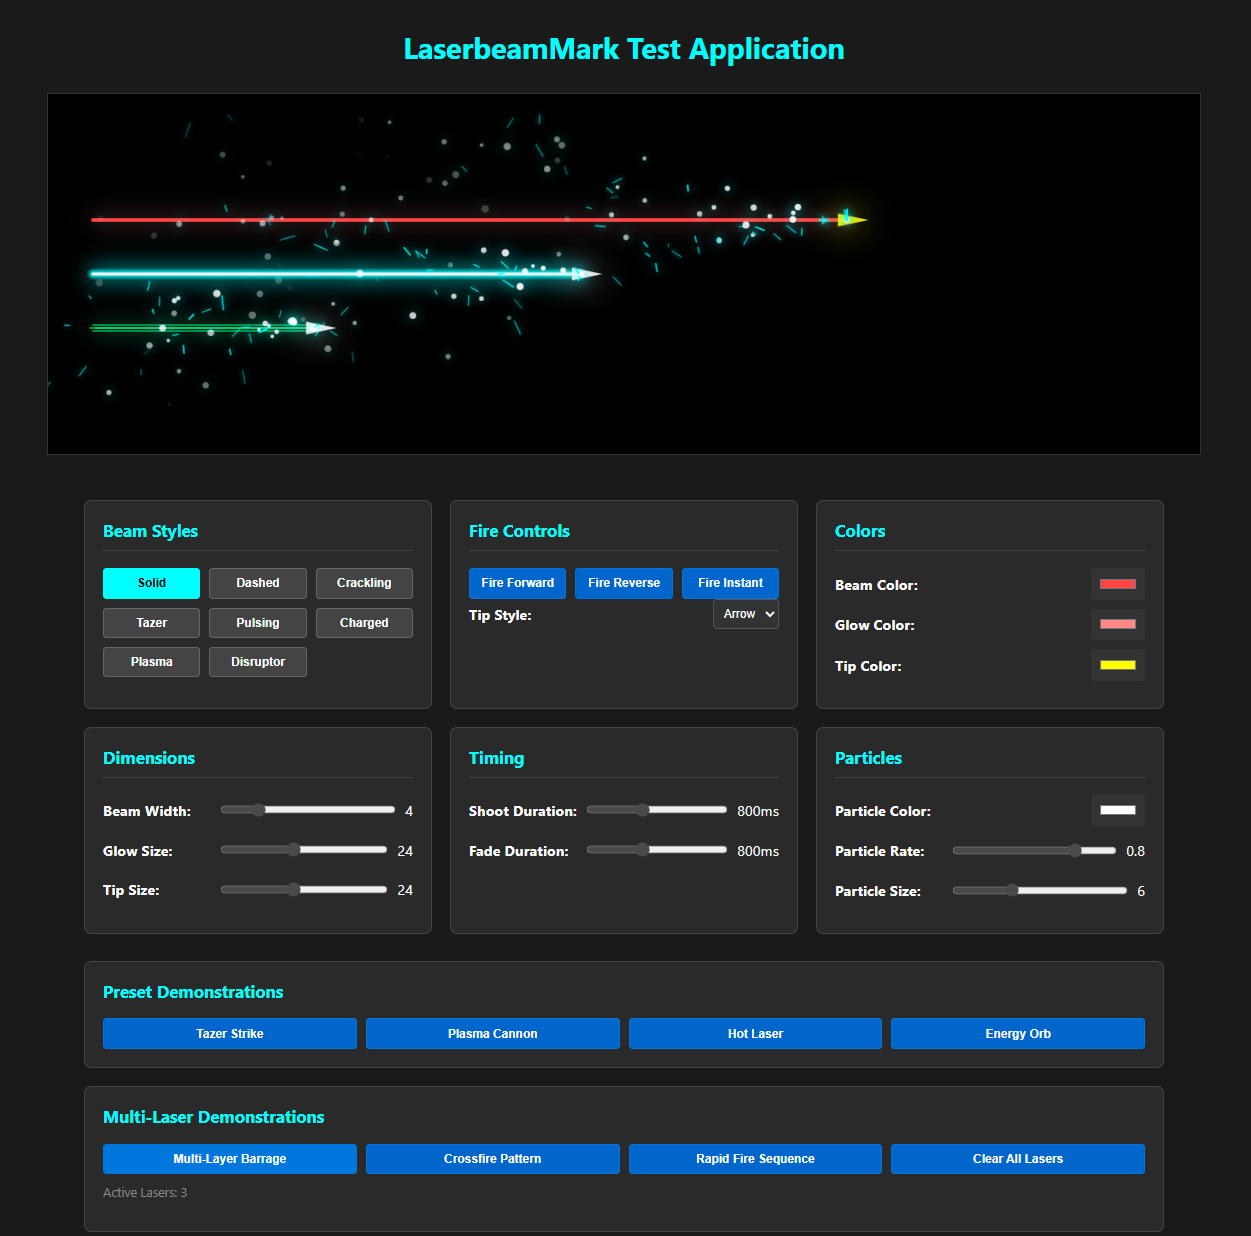 LaserbeamMark Test Application
Beam Styles
Solid
Dashed
Crackling
Tazer
Pulsing
Charged
Plasma
Disruptor
Fire Controls
Fire Forward
Fire Reverse
Fire Instant
Tip Style:
Arrow
Colors
Beam Color:
Glow Color:
Tip Color:
Dimensions
Beam Width: 4
Glow Size: 24
Tip Size: 24
Timing
Shoot Duration: 800ms
Fade Duration: 800ms
Particles
Particle Color:
Particle Rate: 0.8
Particle Size: 6
Preset Demonstrations
Tazer Strike
Plasma Cannon
Hot Laser
Energy Orb
Multi-Laser Demonstrations
Multi-Layer Barrage
Crossfire Pattern
Rapid Fire Sequence
Clear All Lasers
Active Lasers: 3